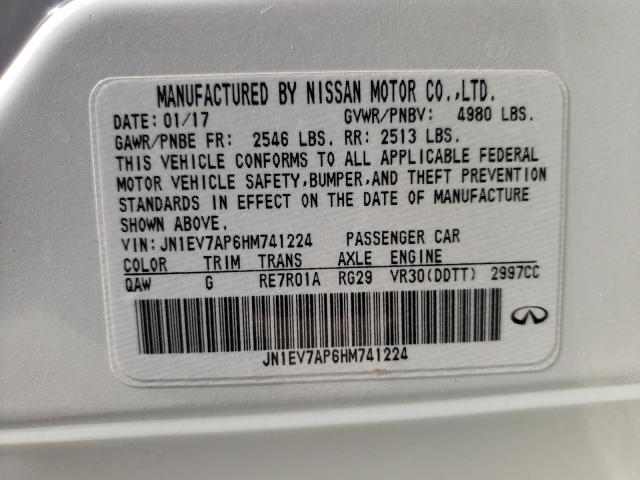 MANUFACTURED BY NISSAN MOTOR CO.,LTD.
DATE: 01/17 GVWR/PNBV: 4980 LBS.
GAWR/PNBE FR: 2546 LBS. RR: 2513 LBS.
THIS VEHICLE CONFORMS TO ALL APPLICABLE FEDERAL
MOTOR VEHICLE SAFETY,BUMPER,AND THEFT PREVENTION
STANDARDS IN EFFECT ON THE DATE OF MANUFACTURE
SHOWN ABOVE.
VIN:JN1EV7AP6HM741224 PASSENGER CAR
COLOR TRIM TRANS AXLE ENGINE
QAW G RE7R01A RG29 VR30(DDTT) 2997CC
JN1EV7AP6HM741224